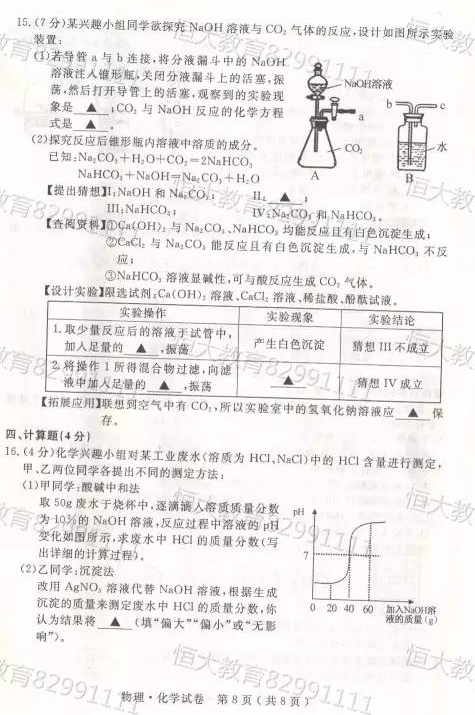 15.(7分)某兴趣小组同学欲探究NaOH溶液与CO₂气体的反应,设计如图所示实验
装置:
(1)若导管a与b连接,将分液漏斗中的NaOH
溶液注入锥形瓶,关闭分液漏斗上的活塞,振
荡,然后打开导管上的活塞,观察到的实验现
象是 ▲ ;CO₂与NaOH反应的化学方程
式是 ▲ 。
NaOH溶液
a
CO₂
A
b
c
水
B
(2)探究反应后锥形瓶内溶液中溶质的成分。
已知:Na₂CO₃+H₂O+CO₂=2NaHCO₃
NaHCO₃+NaOH=Na₂CO₃+H₂O
【提出猜想】I:NaOH和Na₂CO₃; II: ▲ ;
III:NaHCO₃; IV:Na₂CO₃和NaHCO₃。
【查阅资料】①Ca(OH)₂与Na₂CO₃、NaHCO₃均能反应且有白色沉淀生成;
②CaCl₂与Na₂CO₃能反应且有白色沉淀生成,与NaHCO₃不反
应;
③NaHCO₃溶液显碱性,可与酸反应生成CO₂气体。
【设计实验】限选试剂:Ca(OH)₂溶液、CaCl₂溶液、稀盐酸、酚酞试液。
实验操作 实验现象 实验结论
1.取少量反应后的溶液于试管中,
加入足量的 ▲ ,振荡 产生白色沉淀 猜想III不成立
2.将操作1所得混合物过滤,向滤
液中加入足量的 ▲ ,振荡 ▲ 猜想IV成立
【拓展应用】联想到空气中有CO₂,所以实验室中的氢氧化钠溶液应 ▲ 保
存。
四、计算题(4分)
16.(4分)化学兴趣小组对某工业废水(溶质为HCl、NaCl)中的HCl含量进行测定,
甲、乙两位同学各提出不同的测定方法:
(1)甲同学:酸碱中和法
取50g废水于烧杯中,逐滴滴入溶质质量分数
为10%的NaOH溶液,反应过程中溶液的pH
变化如图所示,求废水中HCl的质量分数(写
出详细的计算过程)。
(2)乙同学:沉淀法
改用AgNO₃溶液代替NaOH溶液,根据生成
沉淀的质量来测定废水中HCl的质量分数,你
认为结果将 ▲ (填“偏大”“偏小”或“无影
响”)。
pH
7
0 20 40 60
加入NaOH溶
液的质量(g)
物理·化学试卷 第8页(共8页)
恒大教育82991111